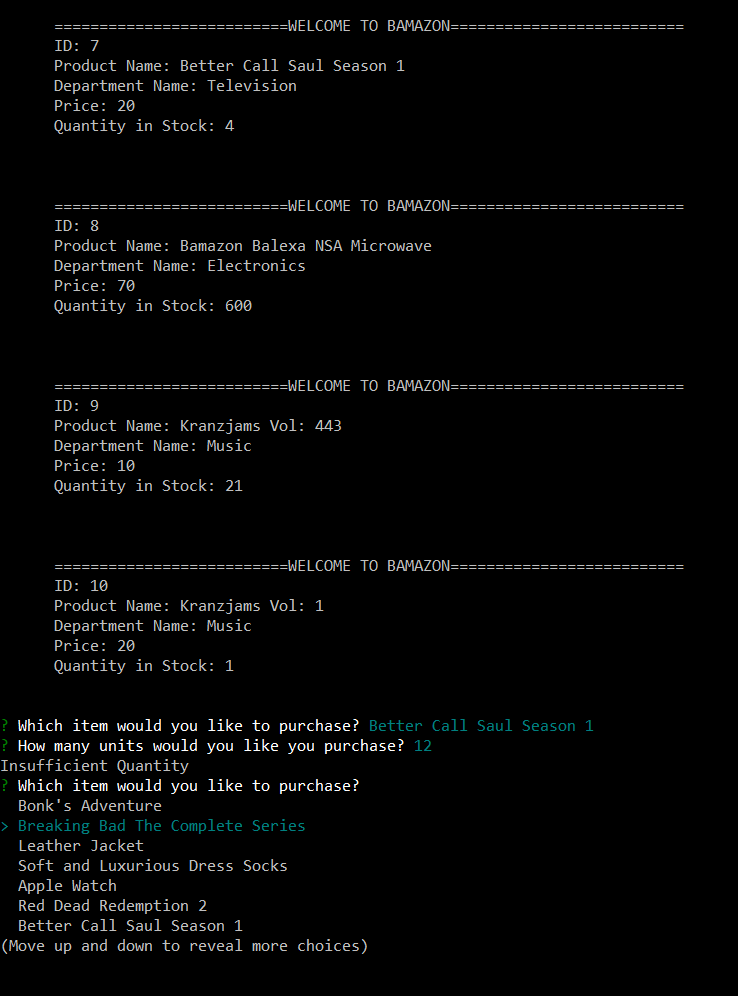 ==========================WELCOME TO BAMAZON==========================
ID: 7
Product Name: Better Call Saul Season 1
Department Name: Television
Price: 20
Quantity in Stock: 4
==========================WELCOME TO BAMAZON==========================
ID: 8
Product Name: Bamazon Balexa NSA Microwave
Department Name: Electronics
Price: 70
Quantity in Stock: 600
==========================WELCOME TO BAMAZON==========================
ID: 9
Product Name: Kranzjams Vol: 443
Department Name: Music
Price: 10
Quantity in Stock: 21
==========================WELCOME TO BAMAZON==========================
ID: 10
Product Name: Kranzjams Vol: 1
Department Name: Music
Price: 20
Quantity in Stock: 1
? Which item would you like to purchase? Better Call Saul Season 1
? How many units would you like you purchase? 12
Insufficient Quantity
? Which item would you like to purchase?
Bonk's Adventure
> Breaking Bad The Complete Series
Leather Jacket
Soft and Luxurious Dress Socks
Apple Watch
Red Dead Redemption 2
Better Call Saul Season 1
(Move up and down to reveal more choices)